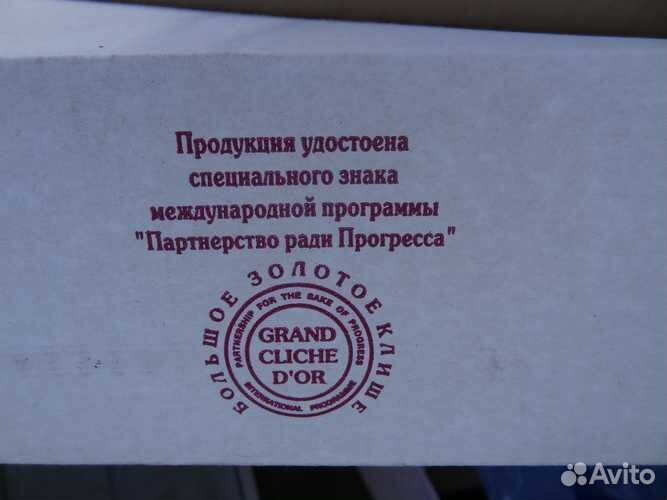 Продукция удостоена
специального знака
международной программы
"Партнерство ради Прогресса"
БОЛЬШОЕ ЗОЛОТОЕ КЛИШЕ
PARTNERSHIP FOR THE SAKE OF PROGRESS
GRAND
CLICHE
D'OR
INTERNATIONAL PROGRAMME
Avito